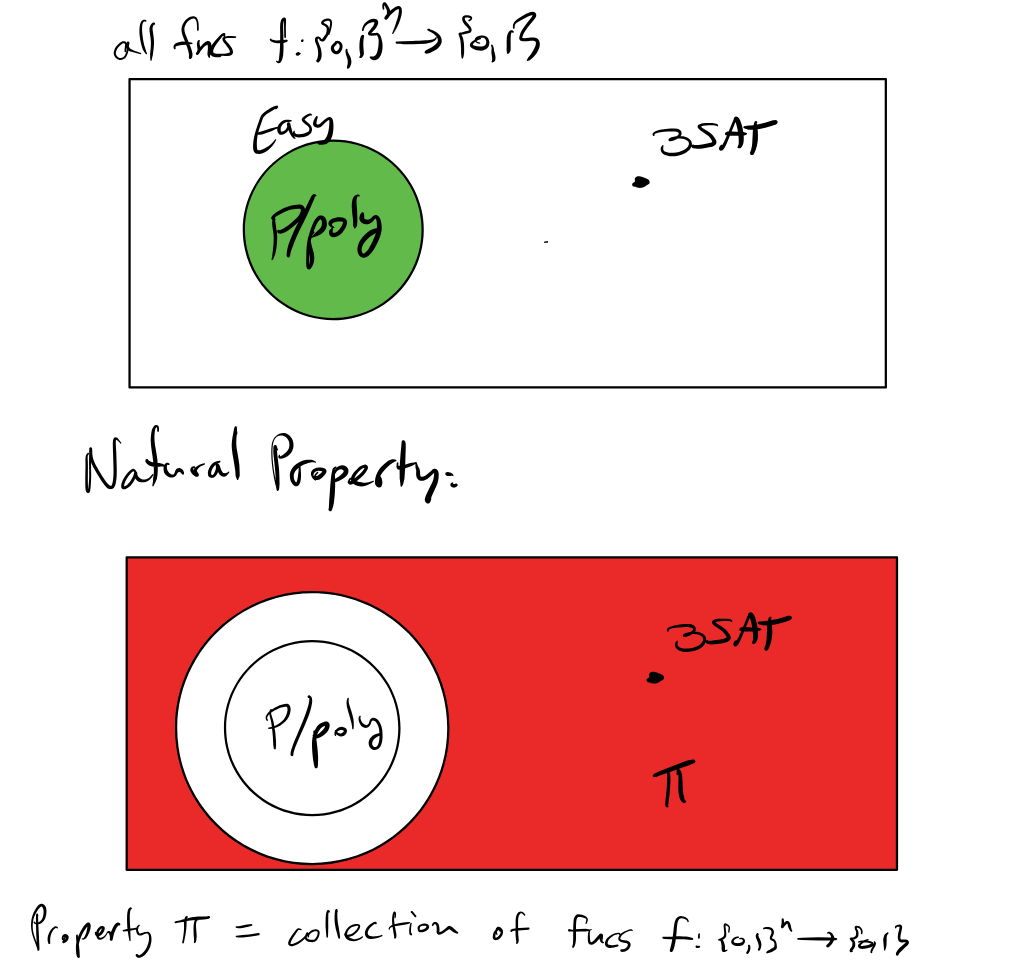 all fncs f: {0,1}ⁿ → {0,1}
Easy
3SAT
P/poly
Natural Property:
3SAT
P/poly
π
Property π = collection of funcs f: {0,1}ⁿ → {0,1}